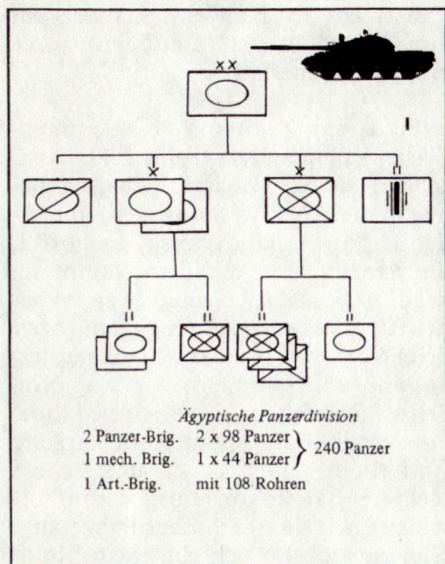 Ägyptische Panzerdivision
2 Panzer-Brig. 2 x 98 Panzer } 240 Panzer
1 mech. Brig. 1 x 44 Panzer
1 Art.-Brig. mit 108 Rohren